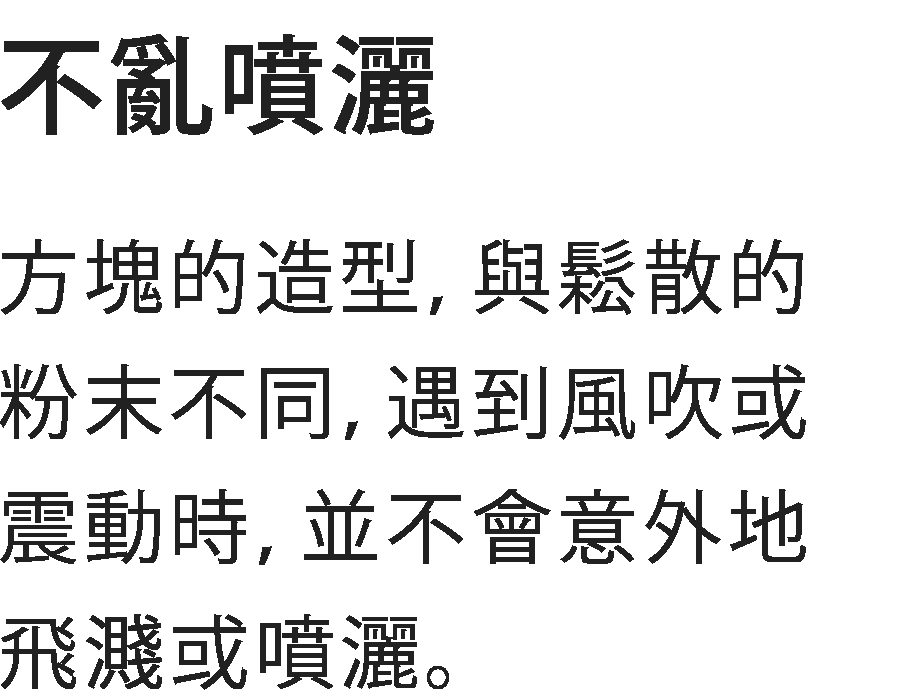 不亂噴灑
方塊的造型, 與鬆散的
粉末不同, 遇到風吹或
震動時, 並不會意外地
飛濺或噴灑。